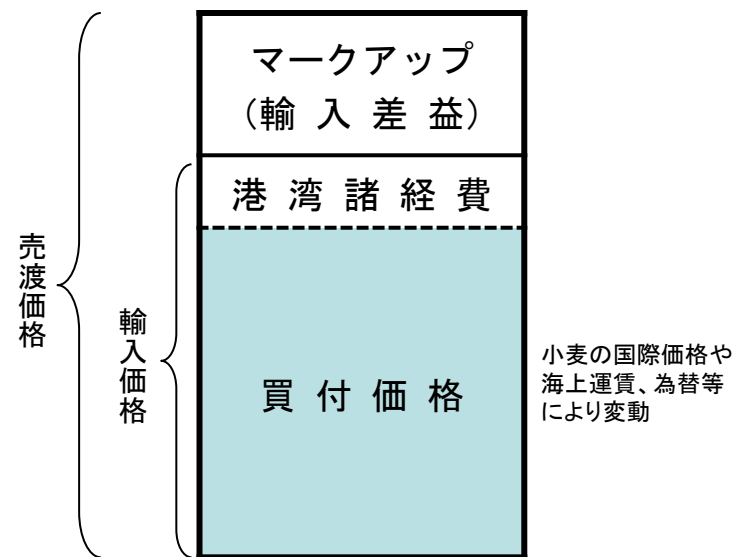 マークアップ
（輸入差益）
港湾諸経費
買付価格
売渡価格
輸入価格
小麦の国際価格や
海上運賃、為替等
により変動